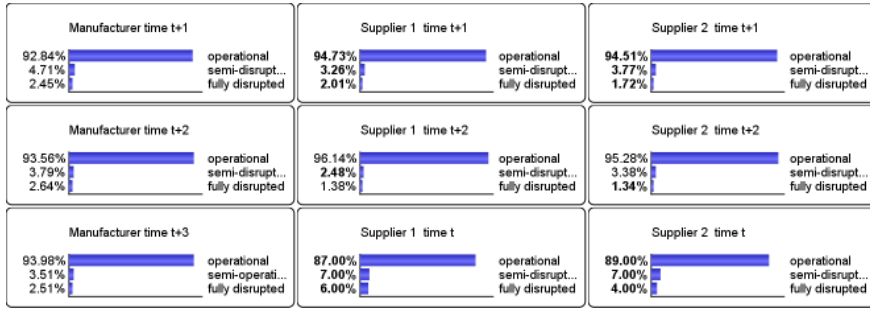 Manufacturer time t+1
92.84% operational
4.71% semi-disrupt...
2.45% fully disrupted
Supplier 1 time t+1
94.73% operational
3.26% semi-disrupt...
2.01% fully disrupted
Supplier 2 time t+1
94.51% operational
3.77% semi-disrupt...
1.72% fully disrupted
Manufacturer time t+2
93.56% operational
3.79% semi-disrupt...
2.64% fully disrupted
Supplier 1 time t+2
96.14% operational
2.48% semi-disrupt...
1.38% fully disrupted
Supplier 2 time t+2
95.28% operational
3.38% semi-disrupt...
1.34% fully disrupted
Manufacturer time t+3
93.98% operational
3.51% semi-operati...
2.51% fully disrupted
Supplier 1 time t
87.00% operational
7.00% semi-disrupt...
6.00% fully disrupted
Supplier 2 time t
89.00% operational
7.00% semi-disrupt...
4.00% fully disrupted